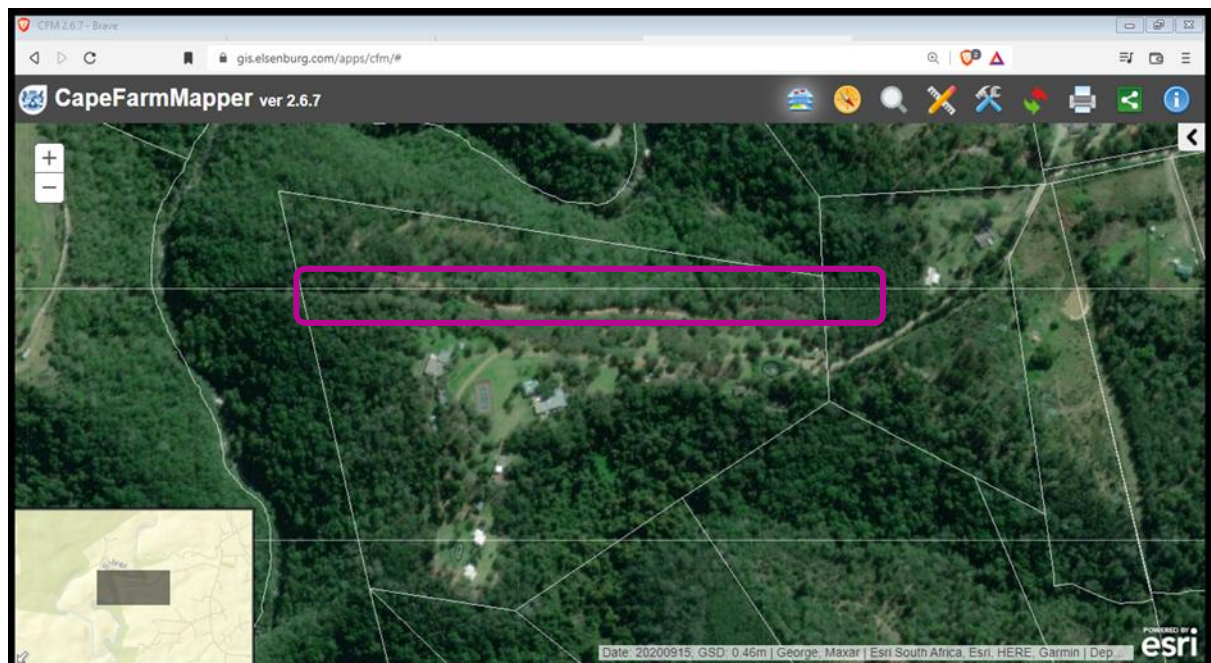 CFM 2.6.7 - Brave
gis.elsenburg.com/apps/cfm/#
CapeFarmMapper ver 2.6.7
Date: 20200915, GSD: 0.46m | George, Maxar | Esri South Africa, Esri, HERE, Garmin | Dep...
POWERED BY
esri